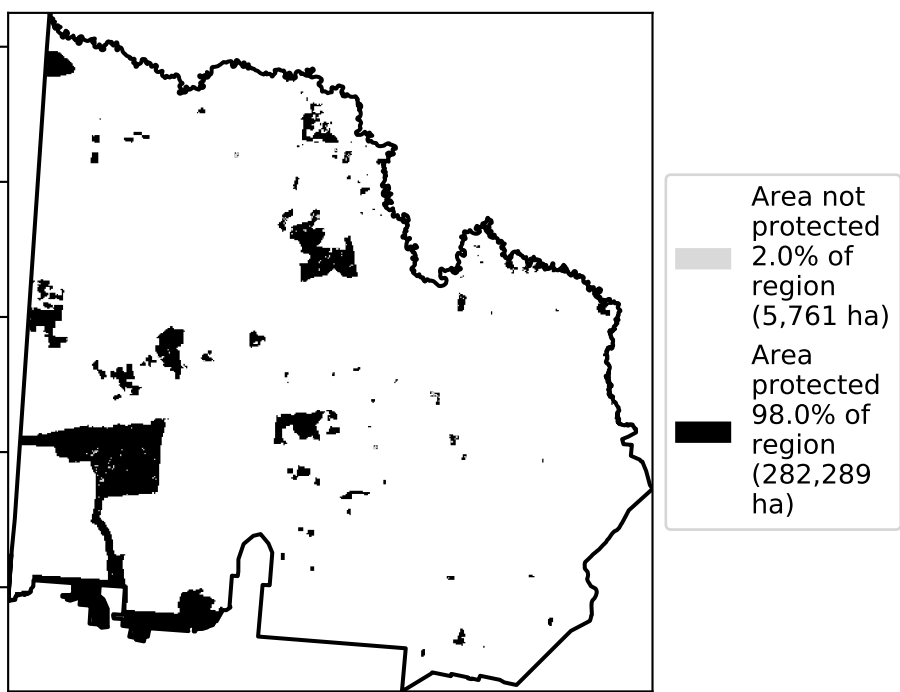 Area not
protected
2.0% of
region
(5,761 ha)
Area
protected
98.0% of
region
(282,289
ha)